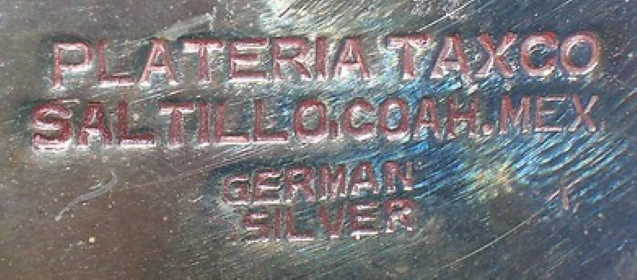 PLATERIA TAXCO
SALTILLO.COAH.MEX.
GERMAN
SILVER